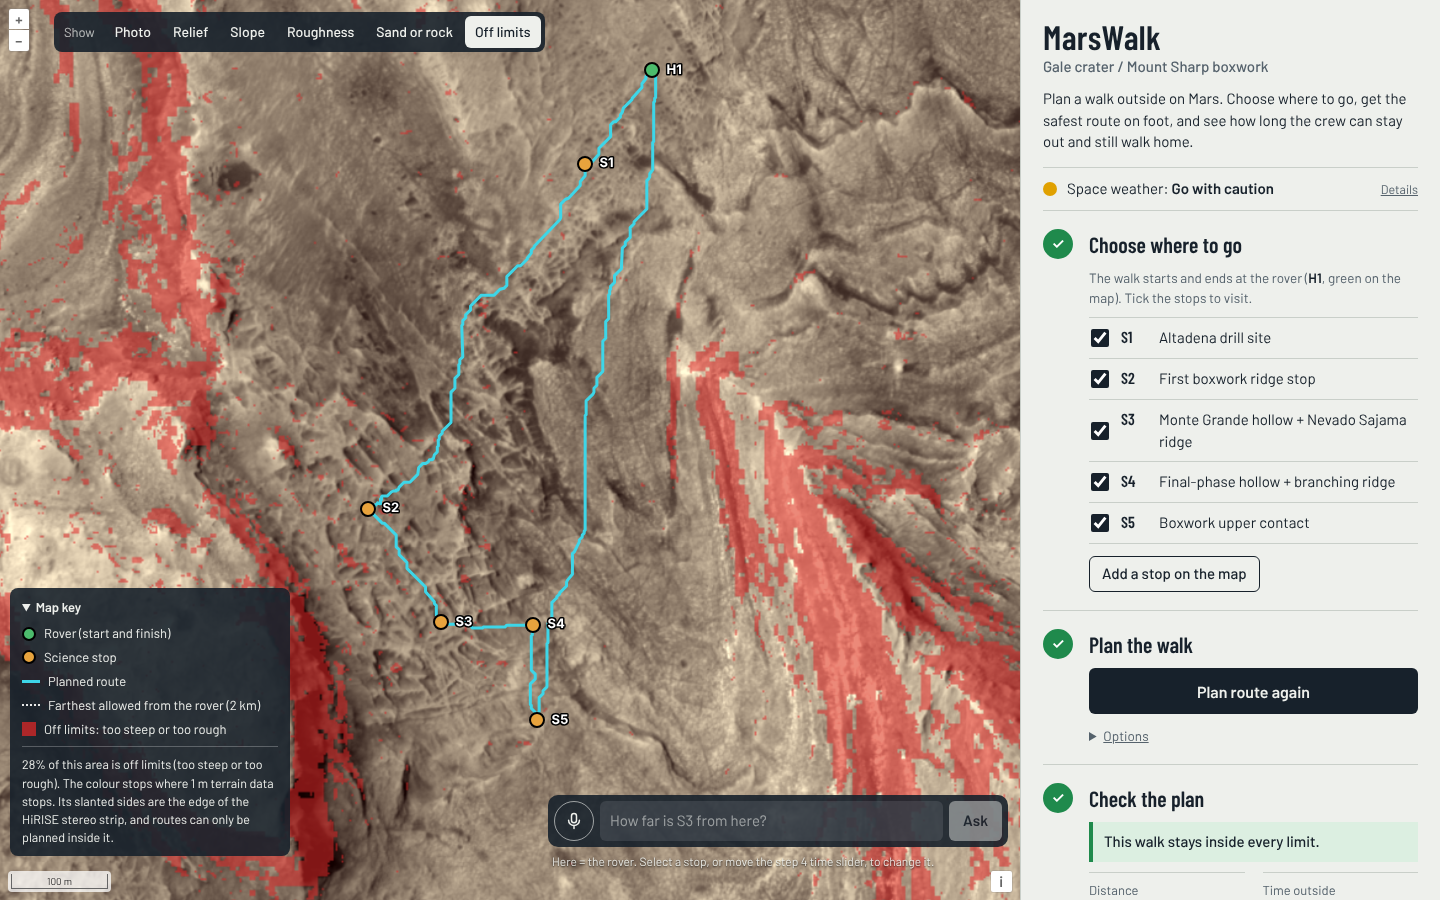 +
−
Show Photo Relief Slope Roughness Sand or rock Off limits
H1
S1
S2
S3
S4
S5
▼ Map key
Rover (start and finish)
Science stop
Planned route
Farthest allowed from the rover (2 km)
Off limits: too steep or too rough
28% of this area is off limits (too steep or too
rough). The colour stops where 1 m terrain data
stops. Its slanted sides are the edge of the
HiRISE stereo strip, and routes can only be
planned inside it.
100 m
How far is S3 from here?
Ask
Here = the rover. Select a stop, or move the step 4 time slider, to change it.
i
MarsWalk
Gale crater / Mount Sharp boxwork
Plan a walk outside on Mars. Choose where to go, get the
safest route on foot, and see how long the crew can stay
out and still walk home.
Space weather: Go with caution
Details
Choose where to go
The walk starts and ends at the rover (H1, green on the
map). Tick the stops to visit.
S1 Altadena drill site
S2 First boxwork ridge stop
S3 Monte Grande hollow + Nevado Sajama
ridge
S4 Final-phase hollow + branching ridge
S5 Boxwork upper contact
Add a stop on the map
Plan the walk
Plan route again
▶ Options
Check the plan
This walk stays inside every limit.
Distance
Time outside